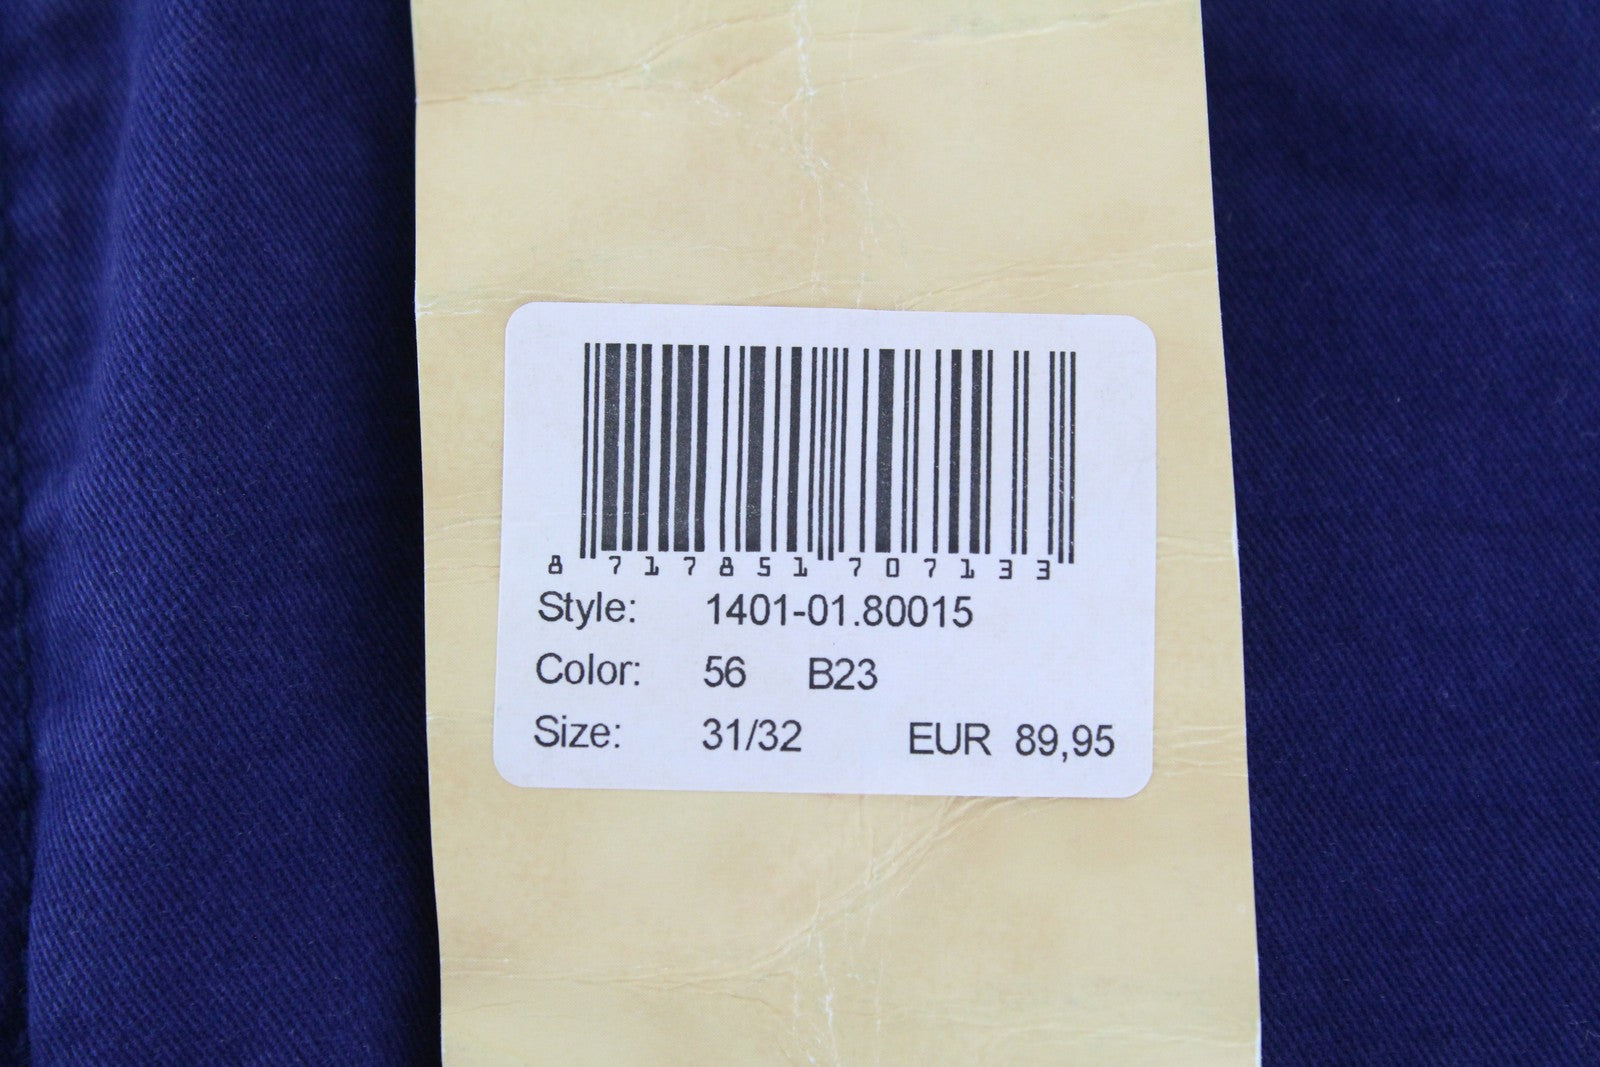 8 717851 707133
Style: 1401-01.80015
Color: 56 B23
Size: 31/32 EUR 89,95